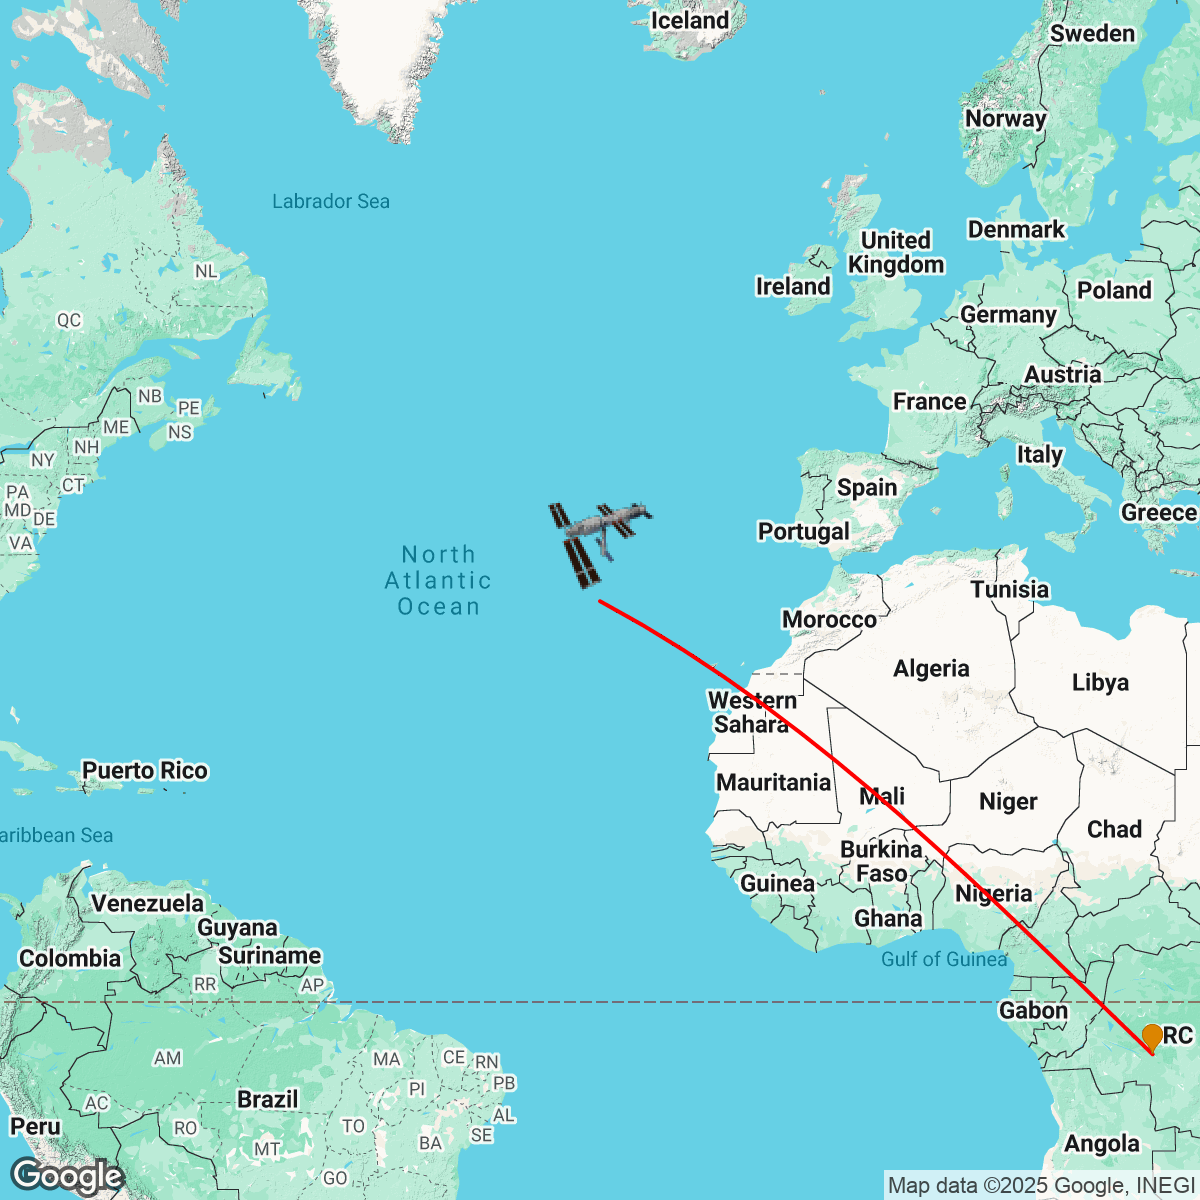 Iceland
Sweden
Norway
Labrador Sea
Denmark
United
Kingdom
NL
Ireland
Poland
Germany
QC
Austria
NB
France
PE
ME
NS
NH
Italy
NY
CT
Spain
PA
MD
DE
Greece
Portugal
VA
North
Atlantic
Ocean
Tunisia
Morocco
Algeria
Libya
Western
Sahara
Puerto Rico
Mauritania
Mali
Niger
Chad
aribbean Sea
Burkina
Faso
Guinea
Nigeria
Venezuela
Ghana
Guyana
Suriname
Colombia
Gulf of Guinea
RR
AP
Gabon
RC
AM
MA
CE
RN
PI
PB
Brazil
AC
AL
Peru
RO
TO
SE
BA
MT
Angola
GO
Google
Map data ©2025 Google, INEGI